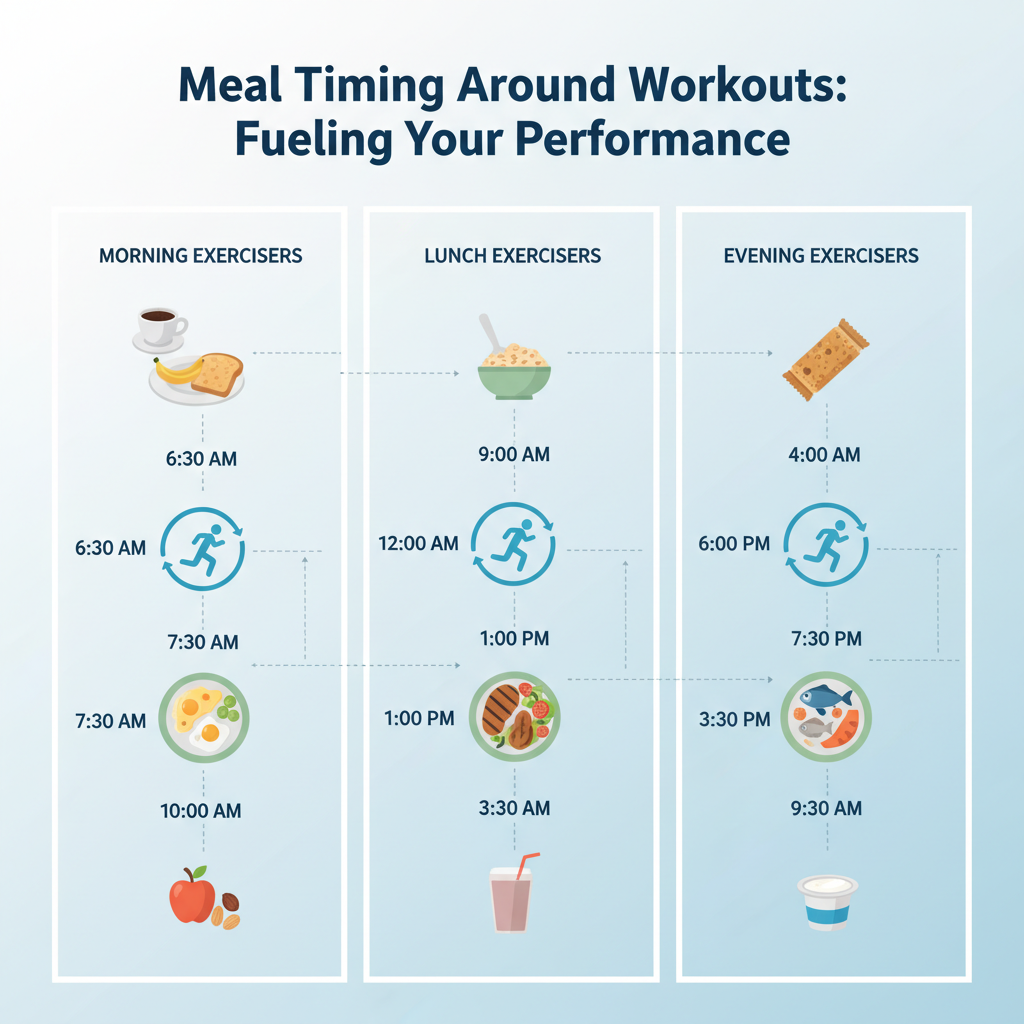 Meal Timing Around Workouts:
Fueling Your Performance
MORNING EXERCISERS
6:30 AM
6:30 AM
7:30 AM
7:30 AM
10:00 AM
LUNCH EXERCISERS
9:00 AM
12:00 AM
1:00 PM
1:00 PM
3:30 AM
EVENING EXERCISERS
4:00 AM
6:00 PM
7:30 PM
3:30 PM
9:30 AM